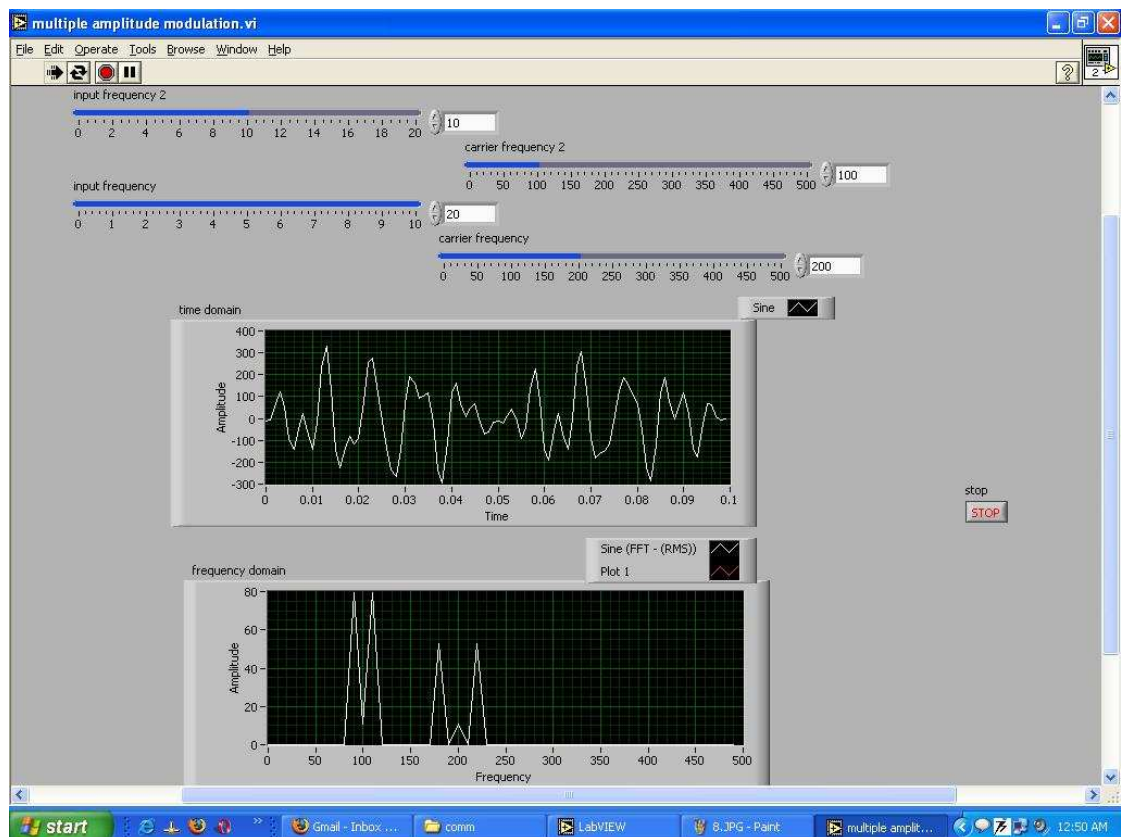 multiple amplitude modulation.vi
File Edit Operate Tools Browse Window Help
2
input frequency 2
0 2 4 6 8 10 12 14 16 18 20
10
carrier frequency 2
0 50 100 150 200 250 300 350 400 450 500
100
input frequency
0 1 2 3 4 5 6 7 8 9 10
20
carrier frequency
0 50 100 150 200 250 300 350 400 450 500
200
time domain
Sine
400
300
200
100
0
-100
-200
-300
Amplitude
0 0.01 0.02 0.03 0.04 0.05 0.06 0.07 0.08 0.09 0.1
Time
stop
STOP
Sine (FFT - (RMS))
Plot 1
frequency domain
80
60
40
20
0
Amplitude
0 50 100 150 200 250 300 350 400 450 500
Frequency
start
Gmail - Inbox ...
comm
LabVIEW
8.JPG - Paint
multiple amplit...
12:50 AM